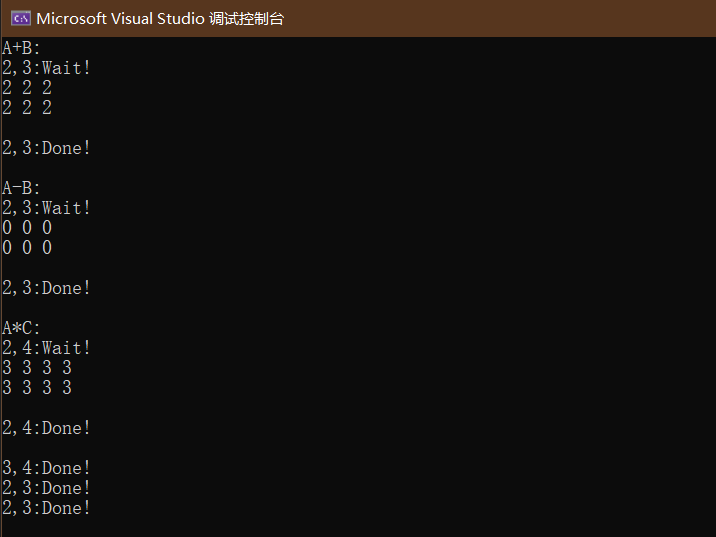 Microsoft Visual Studio 调试控制台
A+B:
2,3:Wait!
2 2 2
2 2 2
2,3:Done!
A-B:
2,3:Wait!
0 0 0
0 0 0
2,3:Done!
A*C:
2,4:Wait!
3 3 3 3
3 3 3 3
2,4:Done!
3,4:Done!
2,3:Done!
2,3:Done!